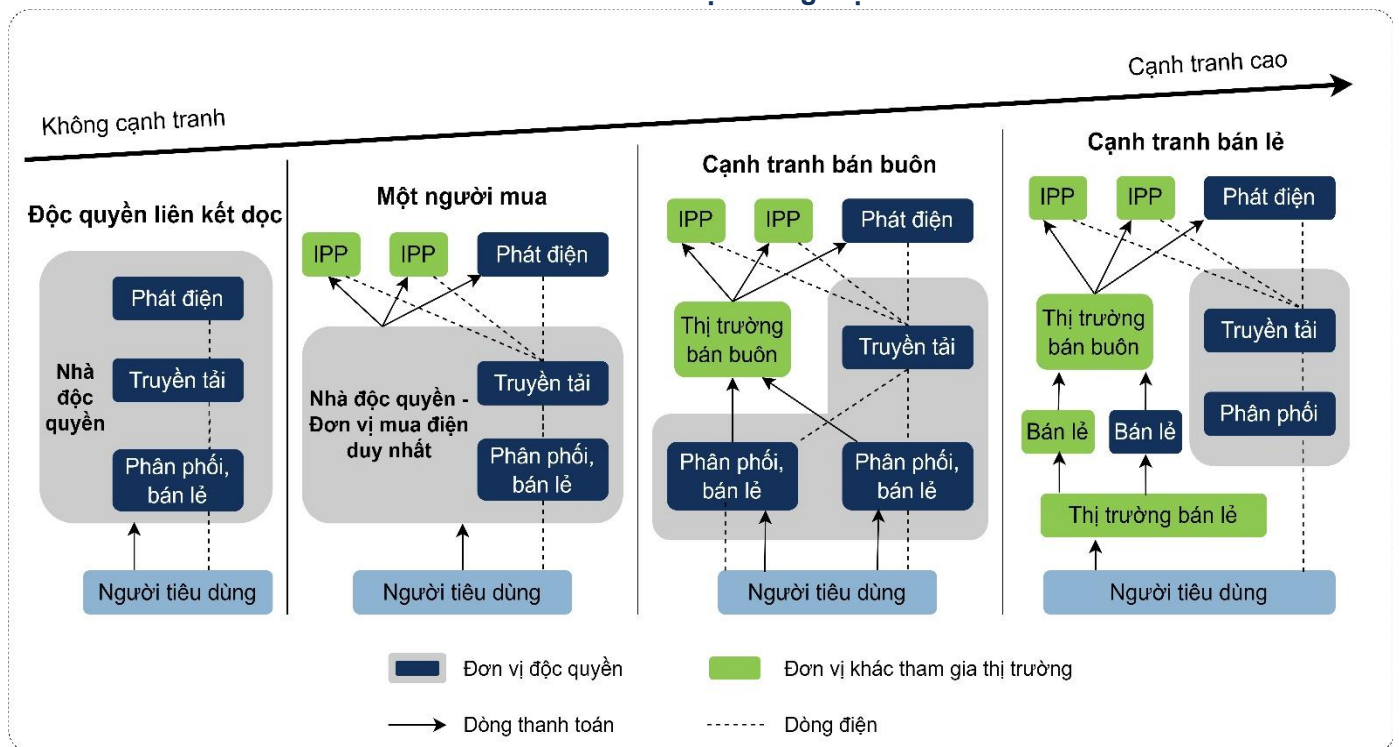 Cạnh tranh cao
Không cạnh tranh
Độc quyền liên kết dọc
Nhà
độc
quyền
Phát điện
Truyền tải
Phân phối,
bán lẻ
Người tiêu dùng
Một người mua
IPP
IPP
Phát điện
Nhà độc quyền -
Đơn vị mua điện
duy nhất
Truyền tải
Phân phối,
bán lẻ
Người tiêu dùng
Cạnh tranh bán buôn
IPP
IPP
Phát điện
Thị trường
bán buôn
Truyền tải
Phân phối,
bán lẻ
Phân phối,
bán lẻ
Người tiêu dùng
Cạnh tranh bán lẻ
IPP
IPP
Phát điện
Thị trường
bán buôn
Truyền tải
Bán lẻ
Bán lẻ
Phân phối
Thị trường bán lẻ
Người tiêu dùng
Đơn vị độc quyền
Đơn vị khác tham gia thị trường
Dòng thanh toán
Dòng điện